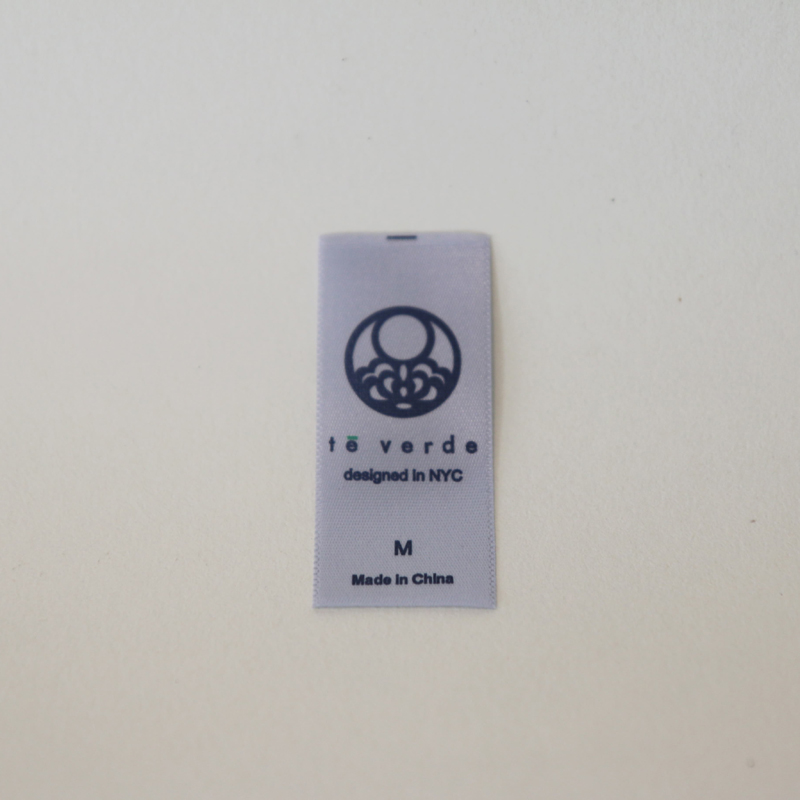 tē verde
designed in NYC
M
Made in China